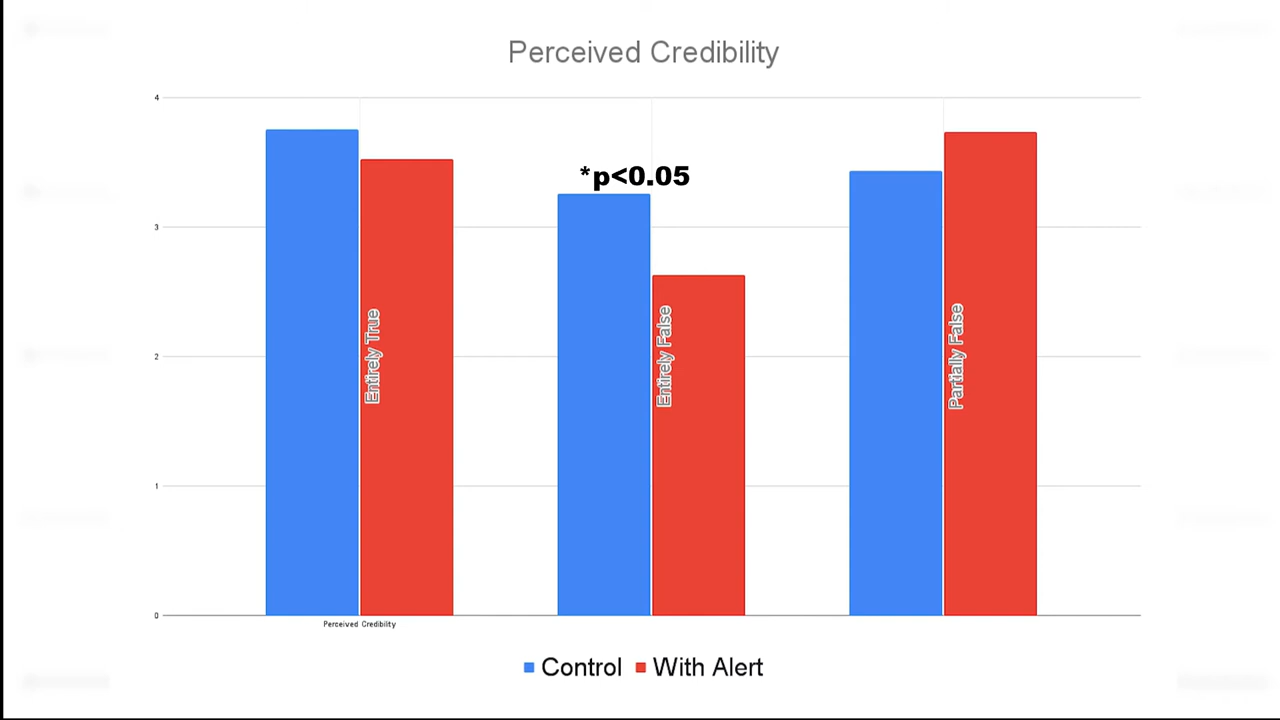 Perceived Credibility
4
3
2
1
0
*p<0.05
Entirely True
Entirely False
Partially False
Perceived Credibility
Control
With Alert